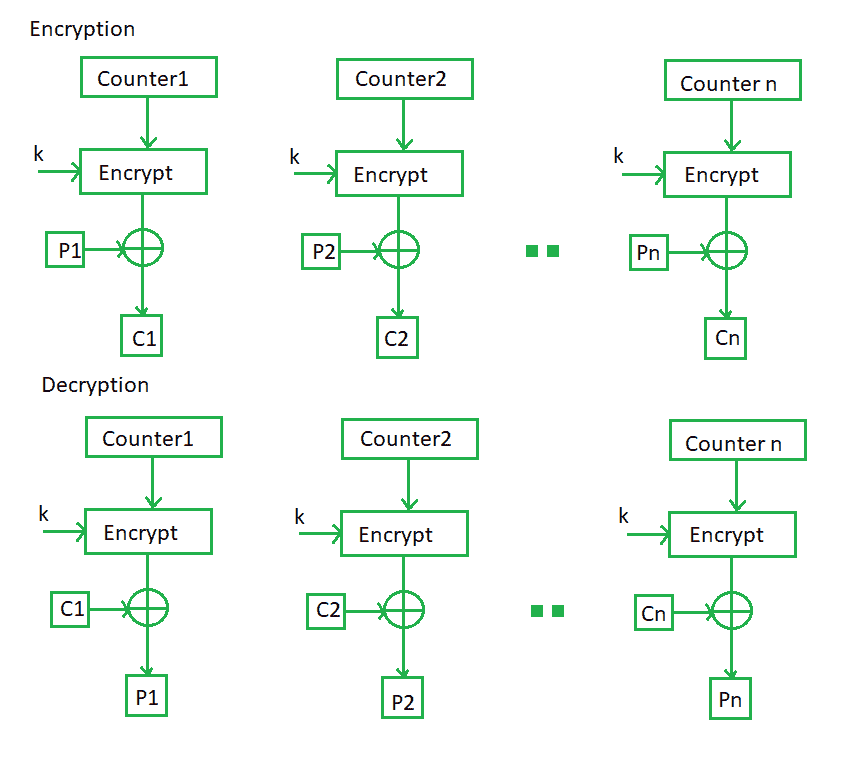 Encryption
Counter1 Counter2 Counter n
k Encrypt k Encrypt k Encrypt
P1 P2 Pn
C1 C2 Cn
Decryption
Counter1 Counter2 Counter n
k Encrypt k Encrypt k Encrypt
C1 C2 Cn
P1 P2 Pn